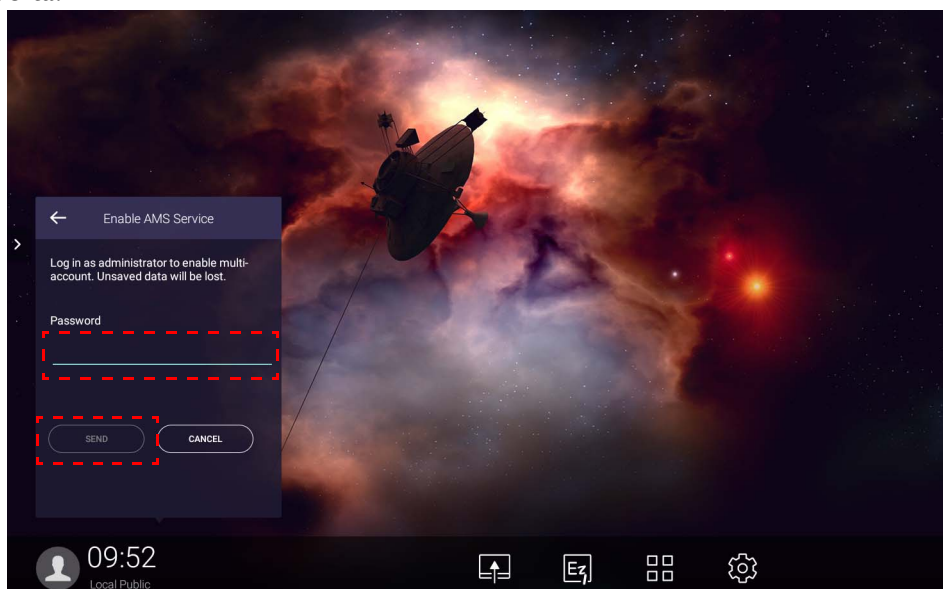 Enable AMS Service
Log in as administrator to enable multi-
account. Unsaved data will be lost.
Password
SEND
CANCEL
09:52
Local Public